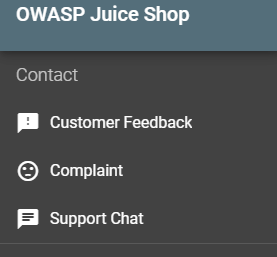 OWASP Juice Shop
Contact
Customer Feedback
Complaint
Support Chat